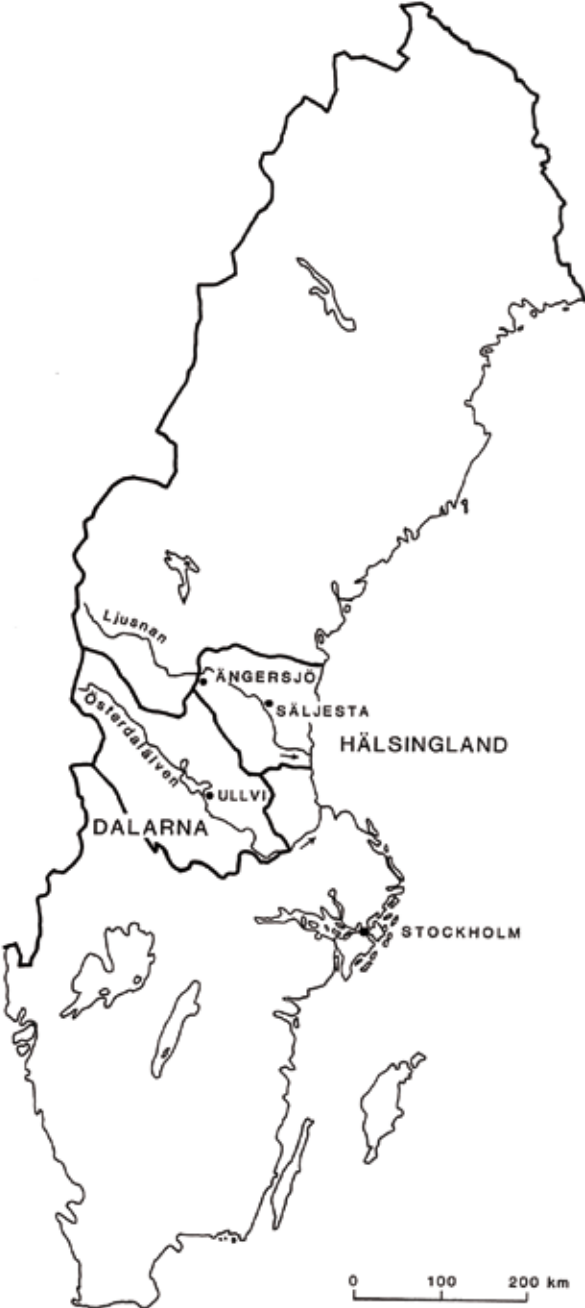 Ljusnan
ÄNGERSJÖ
SÄLJESTA
Österdalälven
HÄLSINGLAND
ULLVI
DALARNA
STOCKHOLM
0 100 200 km